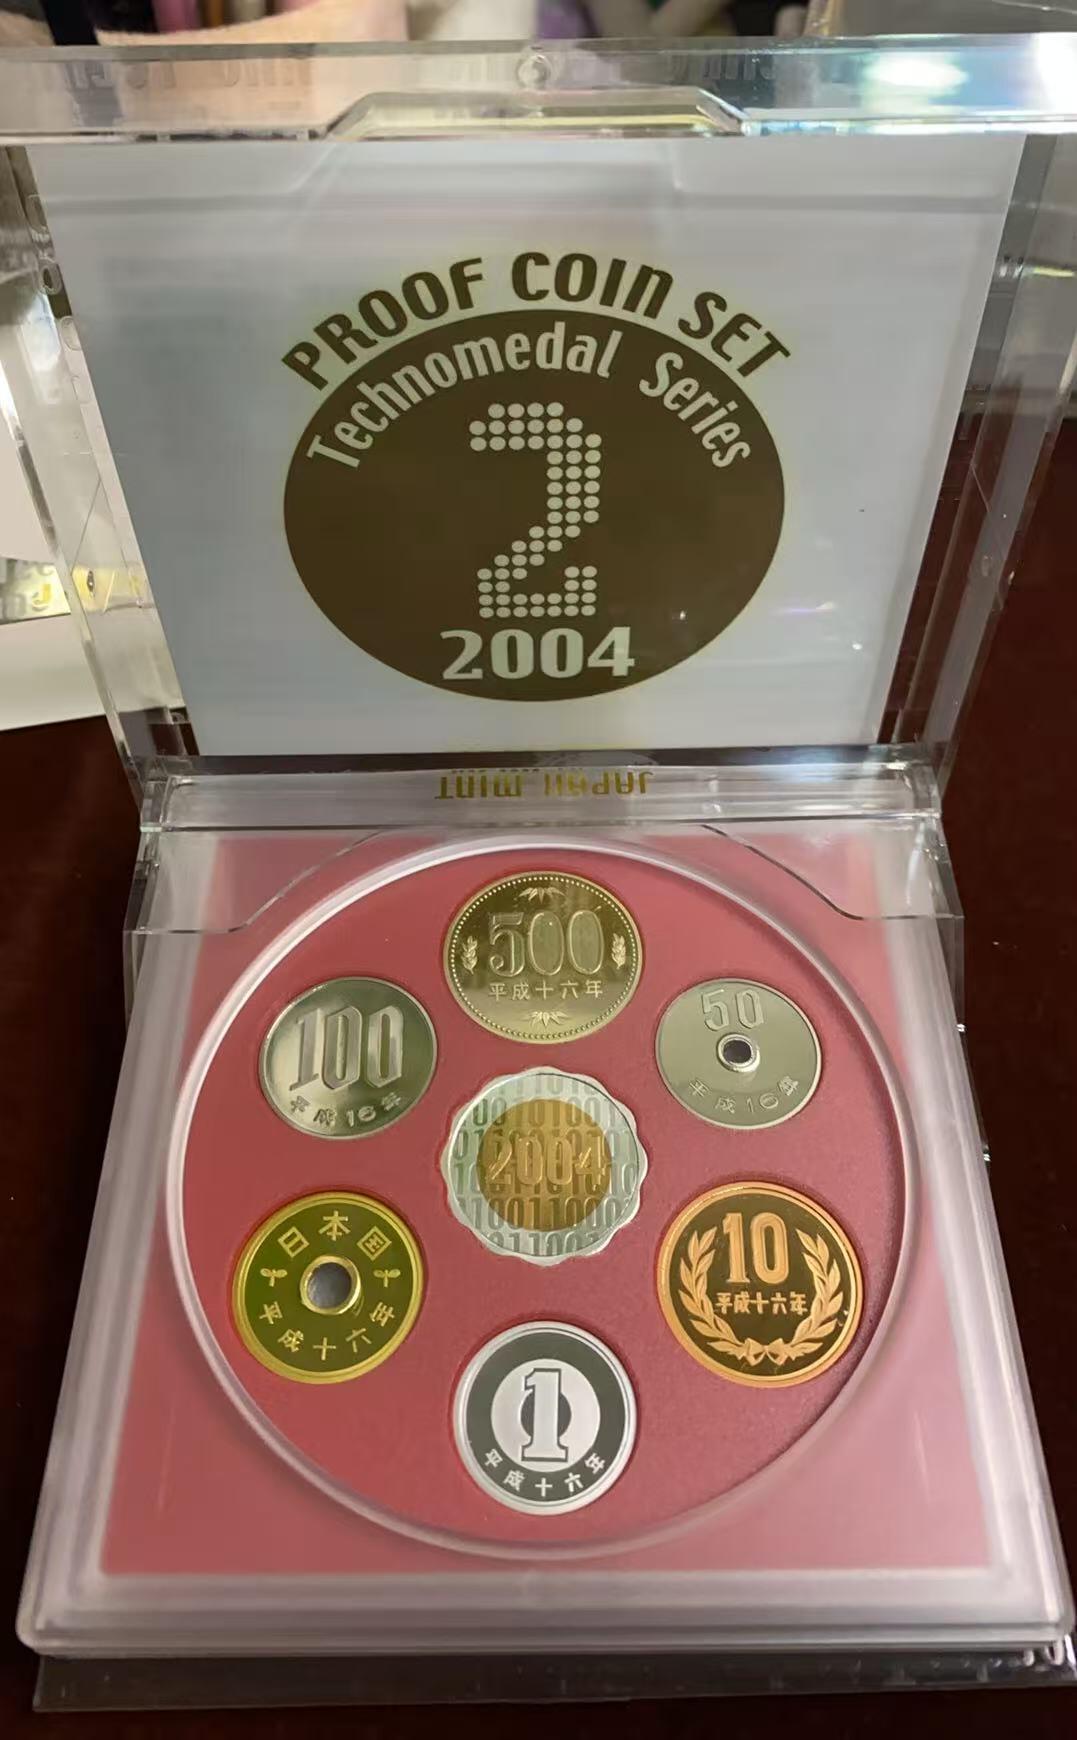 PROOF COIN SET
Technomedal Series
2
2004
JAPAN MINT
500
平成十六年
100
平成16年
50
平成16年
2004
日本国
平成十六年
10
平成十六年
1
平成十六年